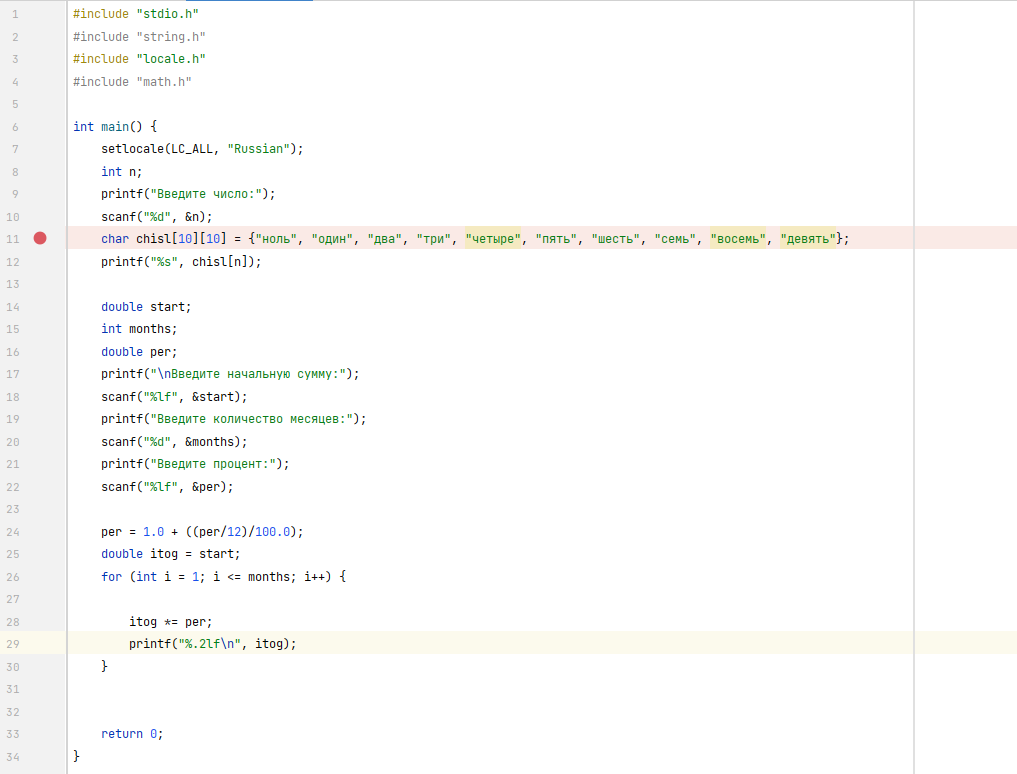 1 #include "stdio.h"
2 #include "string.h"
3 #include "locale.h"
4 #include "math.h"
5
6 int main() {
7 setlocale(LC_ALL, "Russian");
8 int n;
9 printf("Введите число:");
10 scanf("%d", &n);
11 char chisl[10][10] = {"ноль", "один", "два", "три", "четыре", "пять", "шесть", "семь", "восемь", "девять"};
12 printf("%s", chisl[n]);
13
14 double start;
15 int months;
16 double per;
17 printf("\nВведите начальную сумму:");
18 scanf("%lf", &start);
19 printf("Введите количество месяцев:");
20 scanf("%d", &months);
21 printf("Введите процент:");
22 scanf("%lf", &per);
23
24 per = 1.0 + ((per/12)/100.0);
25 double itog = start;
26 for (int i = 1; i <= months; i++) {
27
28 itog *= per;
29 printf("%.2lf\n", itog);
30 }
31
32
33 return 0;
34 }